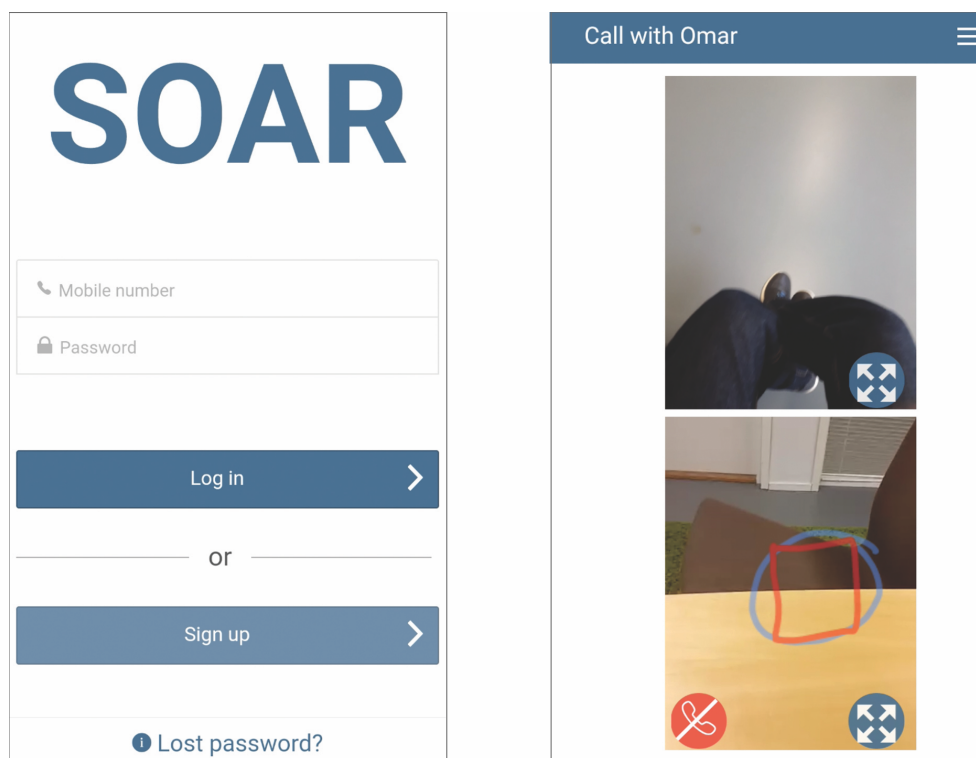 SOAR
Mobile number
Password
Log in
or
Sign up
Lost password?
Call with Omar